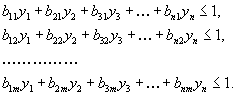 b₁₁y₁ + b₂₁y₂ + b₃₁y₃ + ... + bₙ₁yₙ ≤ 1,
b₁₂y₁ + b₂₂y₂ + b₃₂y₃ + ... + bₙ₂yₙ ≤ 1,
...............
b₁ₘy₁ + b₂ₘy₂ + b₃ₘy₃ + ... + bₙₘyₙ ≤ 1.